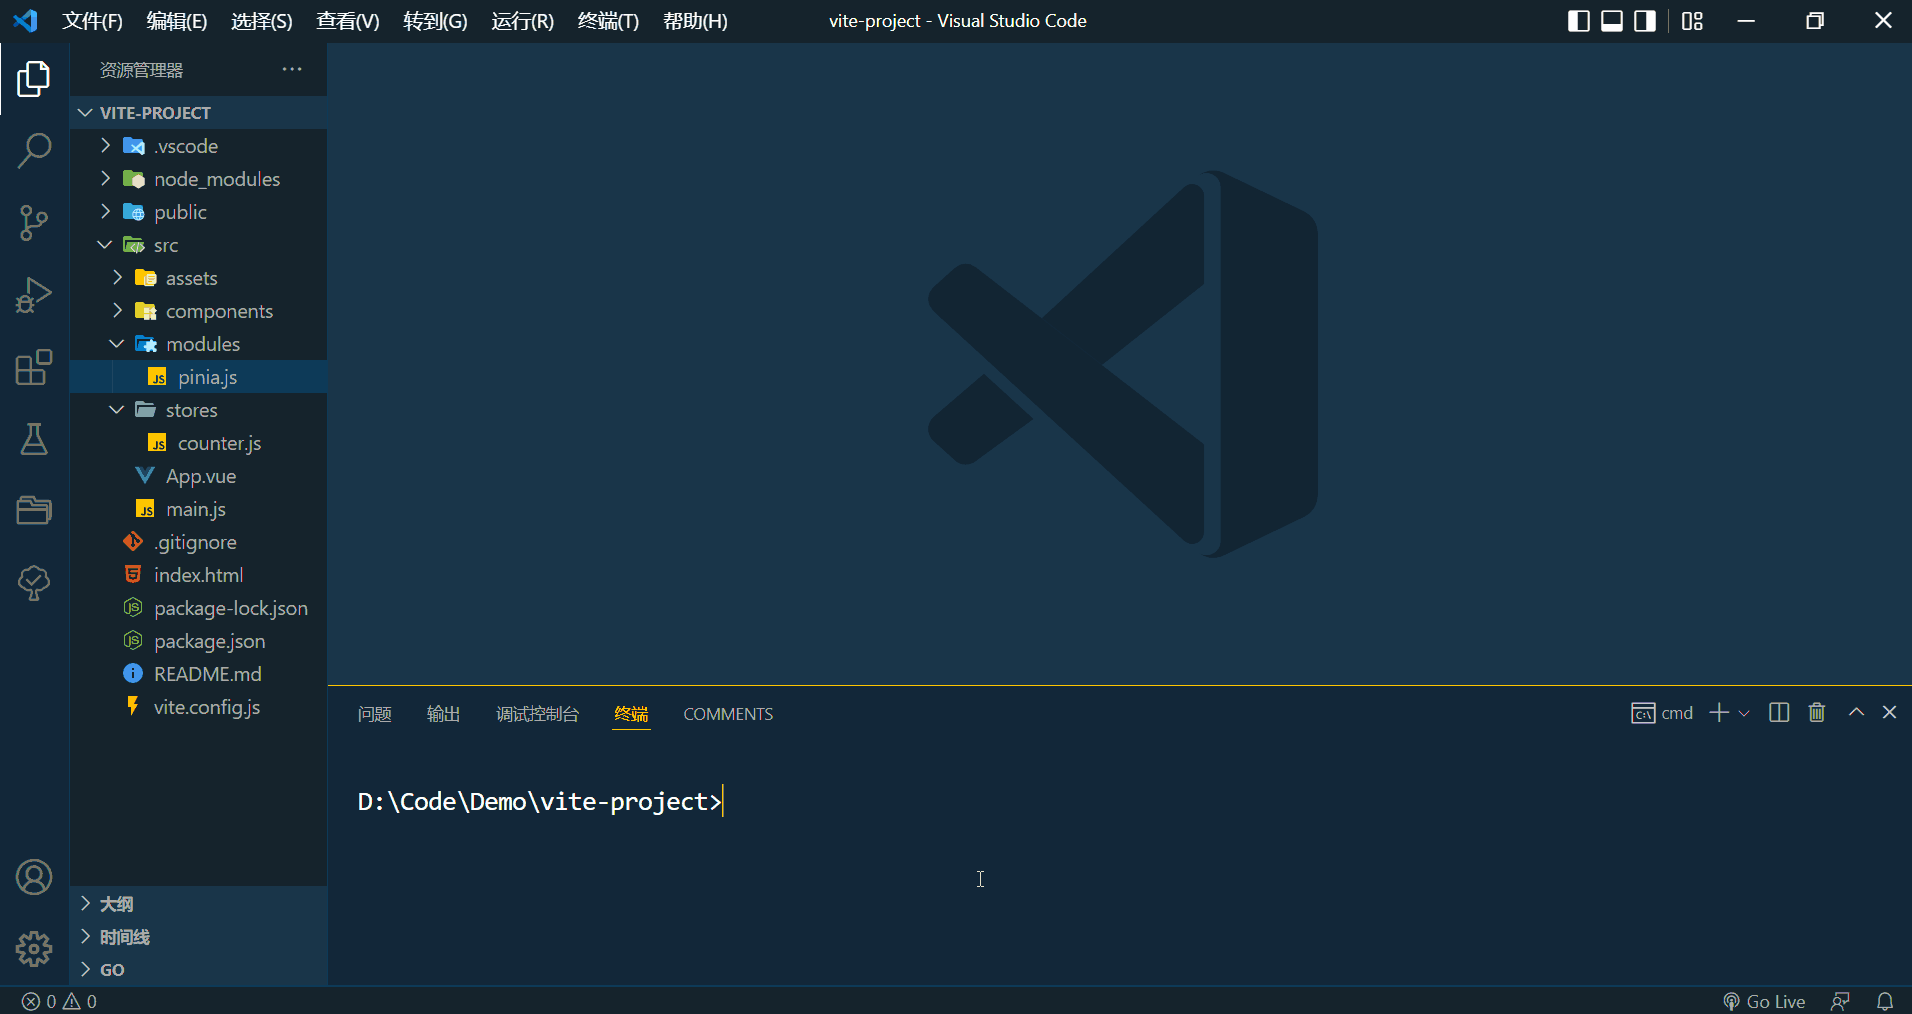 文件(F) 编辑(E) 选择(S) 查看(V) 转到(G) 运行(R) 终端(T) 帮助(H) vite-project - Visual Studio Code
资源管理器
VITE-PROJECT
.vscode
node_modules
public
src
assets
components
modules
JS pinia.js
stores
JS counter.js
App.vue
JS main.js
.gitignore
index.html
package-lock.json
package.json
README.md
vite.config.js
大纲
时间线
GO
问题 输出 调试控制台 终端 COMMENTS cmd
D:\Code\Demo\vite-project>
0 0 Go Live